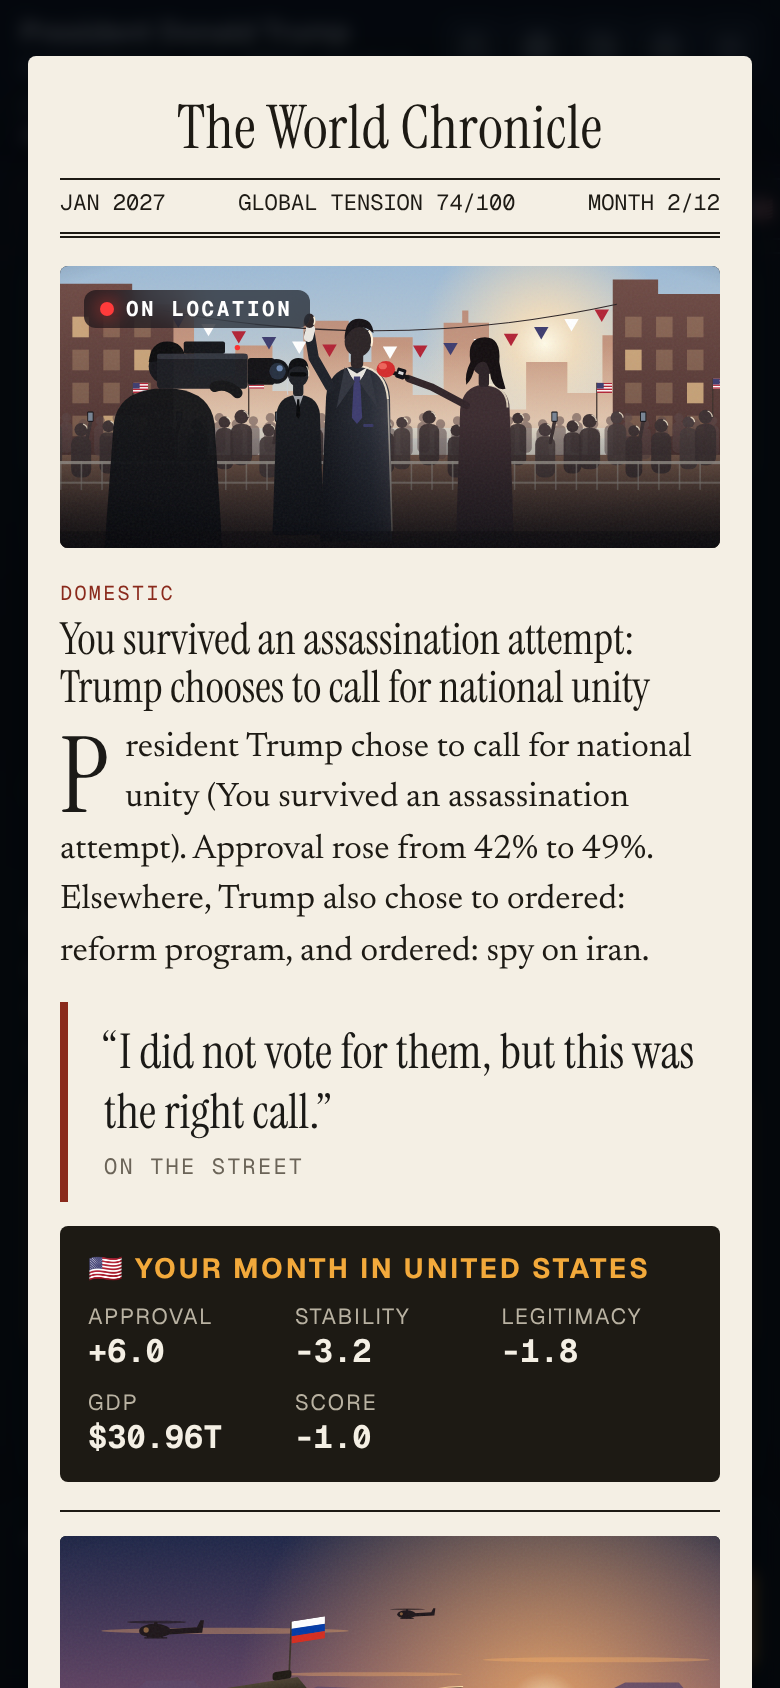 President Donald Trump
The World Chronicle
JAN 2027 GLOBAL TENSION 74/100 MONTH 2/12
ON LOCATION
DOMESTIC
You survived an assassination attempt:
Trump chooses to call for national unity
President Trump chose to call for national
unity (You survived an assassination
attempt). Approval rose from 42% to 49%.
Elsewhere, Trump also chose to ordered:
reform program, and ordered: spy on iran.
“I did not vote for them, but this was
the right call.”
ON THE STREET
🇺🇸 YOUR MONTH IN UNITED STATES
APPROVAL STABILITY LEGITIMACY
+6.0 -3.2 -1.8
GDP SCORE
$30.96T -1.0